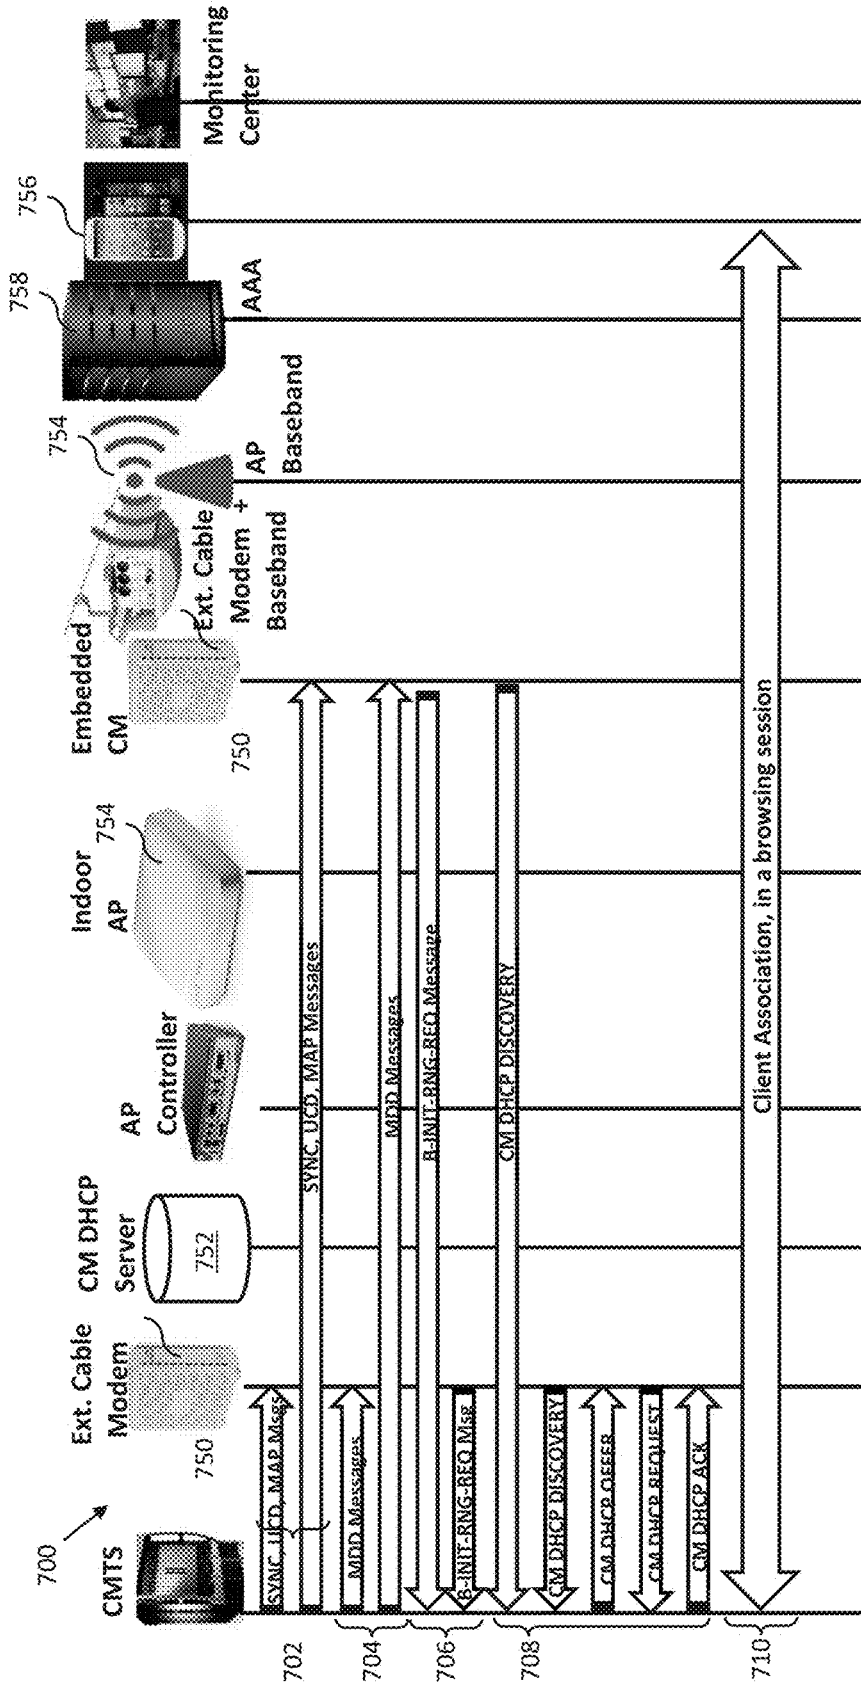 700
CMTS
Ext. Cable
Modem
750
CM DHCP
Server
752
AP
Controller
Indoor
AP
754
Embedded
CM
750
Ext. Cable
Modem +
Baseband
754
AP
Baseband
758
AAA
756
Monitoring
Center
702
SYNC, UCD, MAP Msgs
SYNC, UCD, MAP Messages
704
MDD Messages
MDD Messages
706
B-INIT-RNG-REQ Message
B-INIT-RNG-REQ Msg
708
CM DHCP DISCOVERY
CM DHCP DISCOVERY
CM DHCP OFFER
CM DHCP REQUEST
CM DHCP ACK
710
Client Association, in a browsing session